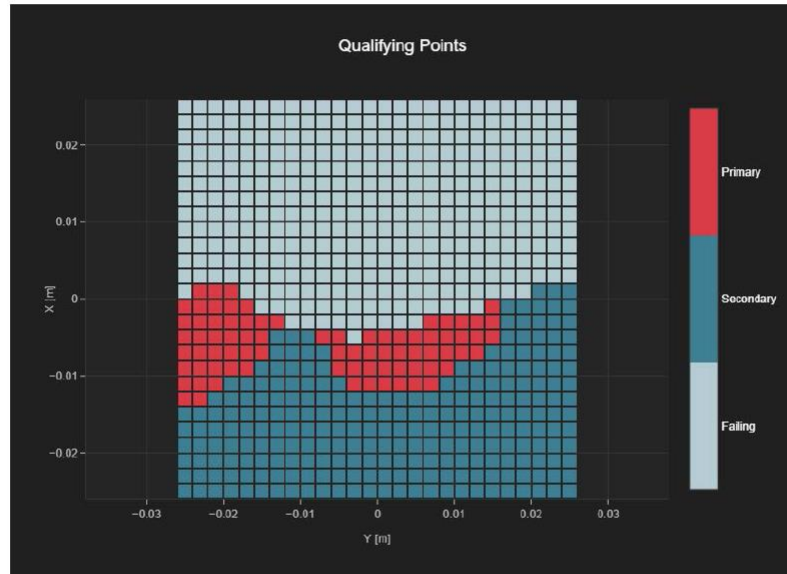 Qualifying Points
0.02
0.01
0
−0.01
−0.02
X [m]
−0.03
−0.02
−0.01
0
0.01
0.02
0.03
Y [m]
Primary
Secondary
Failing